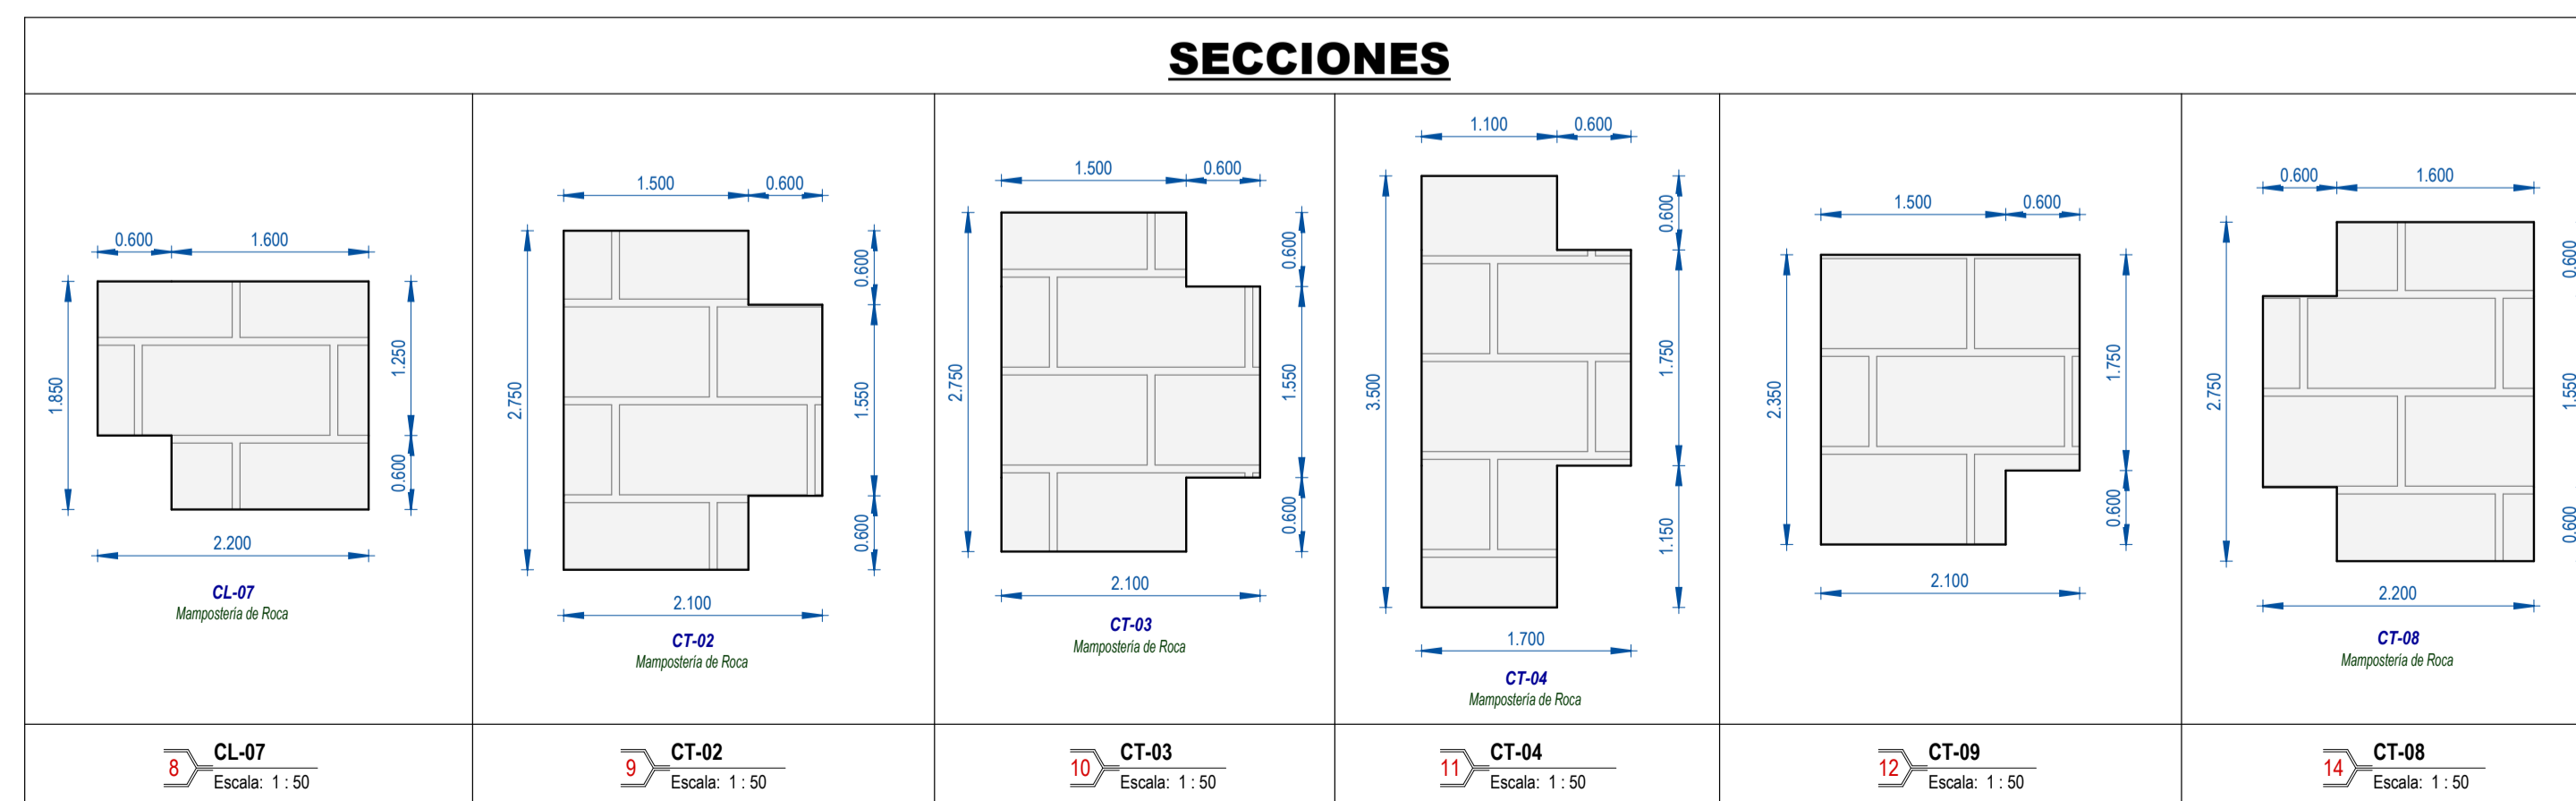 SECCIONES
0.600 1.600
1.850
1.250
0.600
2.200
CL-07
Mampostería de Roca
1.500 0.600
2.750
0.600
1.550
0.600
2.100
CT-02
Mampostería de Roca
1.500 0.600
2.750
0.600
1.550
0.600
2.100
CT-03
Mampostería de Roca
1.100 0.600
3.500
0.600
1.750
1.150
1.700
CT-04
Mampostería de Roca
1.500 0.600
2.350
1.750
0.600
2.100
0.600 1.600
2.750
0.600
1.550
0.600
2.200
CT-08
Mampostería de Roca
8 CL-07
Escala: 1 : 50
9 CT-02
Escala: 1 : 50
10 CT-03
Escala: 1 : 50
11 CT-04
Escala: 1 : 50
12 CT-09
Escala: 1 : 50
14 CT-08
Escala: 1 : 50